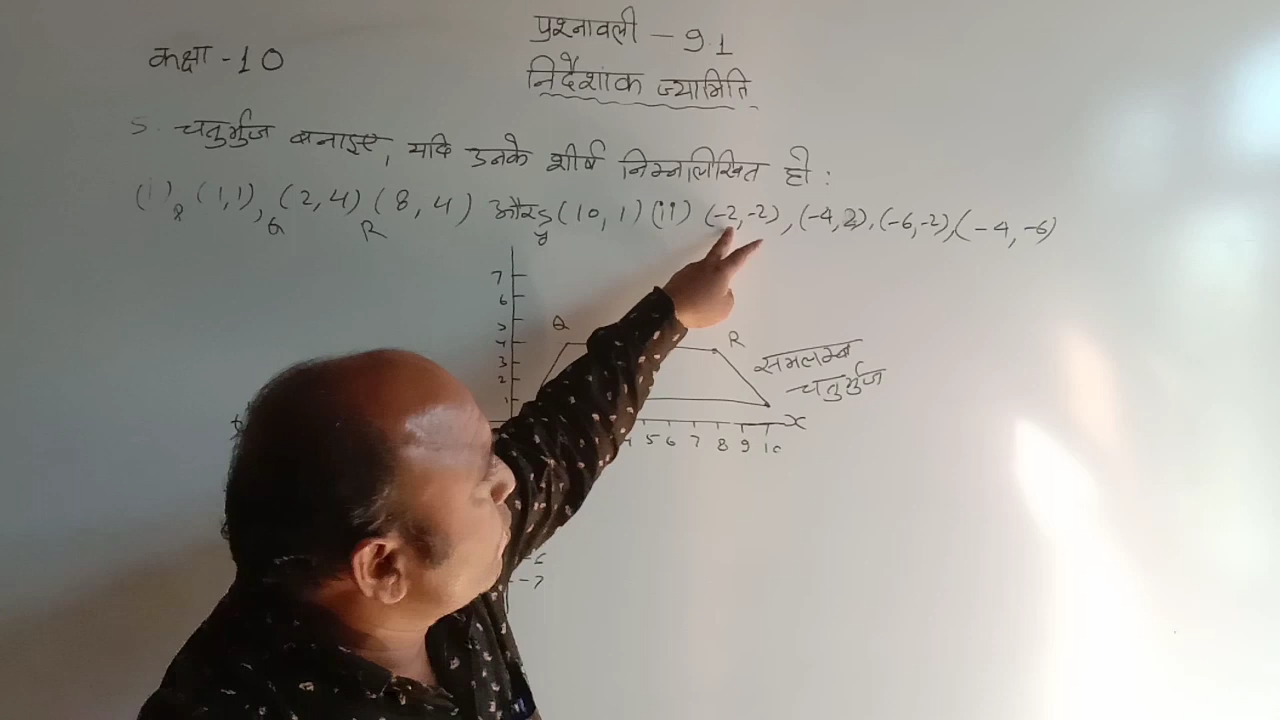 प्रश्नावली - 9.1
कक्षा - 10
निर्देशांक ज्यामिति
5. चतुर्भुज बनाइए, यदि उनके शीर्ष निम्नलिखित हो :
(i) (1,1), (2,4) (8,4) और (10,1) (ii) (-2,-2), (-4,2), (-6,-2), (-4,-6)
Q R
y
7
6
5
4
3
2
1
Q R
समलम्ब
चतुर्भुज
x
5 6 7 8 9 10
-6
-7